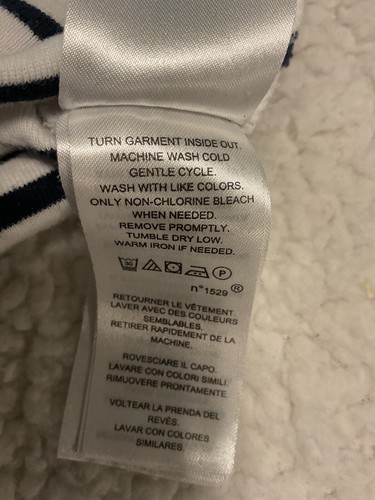 TURN GARMENT INSIDE OUT.
MACHINE WASH COLD
GENTLE CYCLE.
WASH WITH LIKE COLORS.
ONLY NON-CHLORINE BLEACH
WHEN NEEDED.
REMOVE PROMPTLY.
TUMBLE DRY LOW.
WARM IRON IF NEEDED.
30 P
n°1529 ®
RETOURNER LE VÊTEMENT.
LAVER AVEC DES COULEURS
SEMBLABLES.
RETIRER RAPIDEMENT DE LA
MACHINE.
ROVESCIARE IL CAPO.
LAVARE CON COLORI SIMILI.
RIMUOVERE PRONTAMENTE
VOLTEAR LA PRENDA DEL
REVÉS.
LAVAR CON COLORES
SIMILARES.